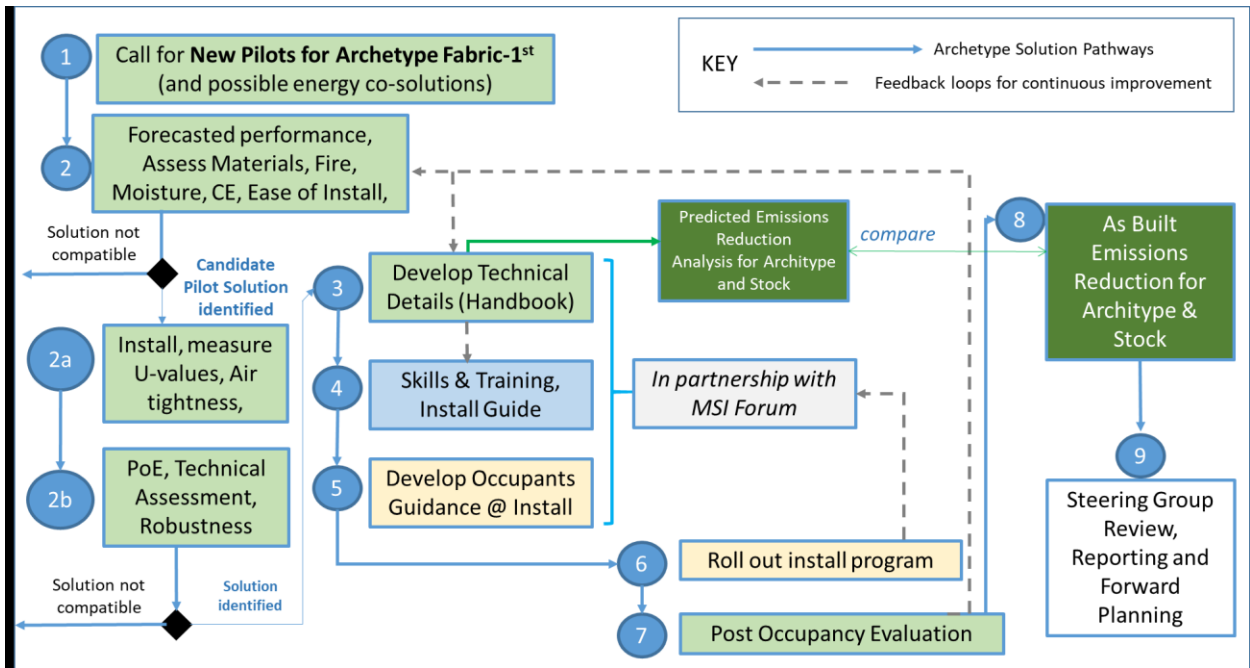 1
Call for New Pilots for Archetype Fabric-1st
(and possible energy co-solutions)
KEY
Archetype Solution Pathways
Feedback loops for continuous improvement
2
Forecasted performance,
Assess Materials, Fire,
Moisture, CE, Ease of Install,
Solution not
compatible
Candidate
Pilot Solution
identified
2a
Install, measure
U-values, Air
tightness,
2b
PoE, Technical
Assessment,
Robustness
Solution not
compatible
Solution
identified
3
Develop Technical
Details (Handbook)
4
Skills & Training,
Install Guide
5
Develop Occupants
Guidance @ Install
In partnership with
MSI Forum
Predicted Emissions
Reduction
Analysis for Architype
and Stock
compare
6
Roll out install program
7
Post Occupancy Evaluation
8
As Built
Emissions
Reduction for
Architype &
Stock
9
Steering Group
Review,
Reporting and
Forward
Planning